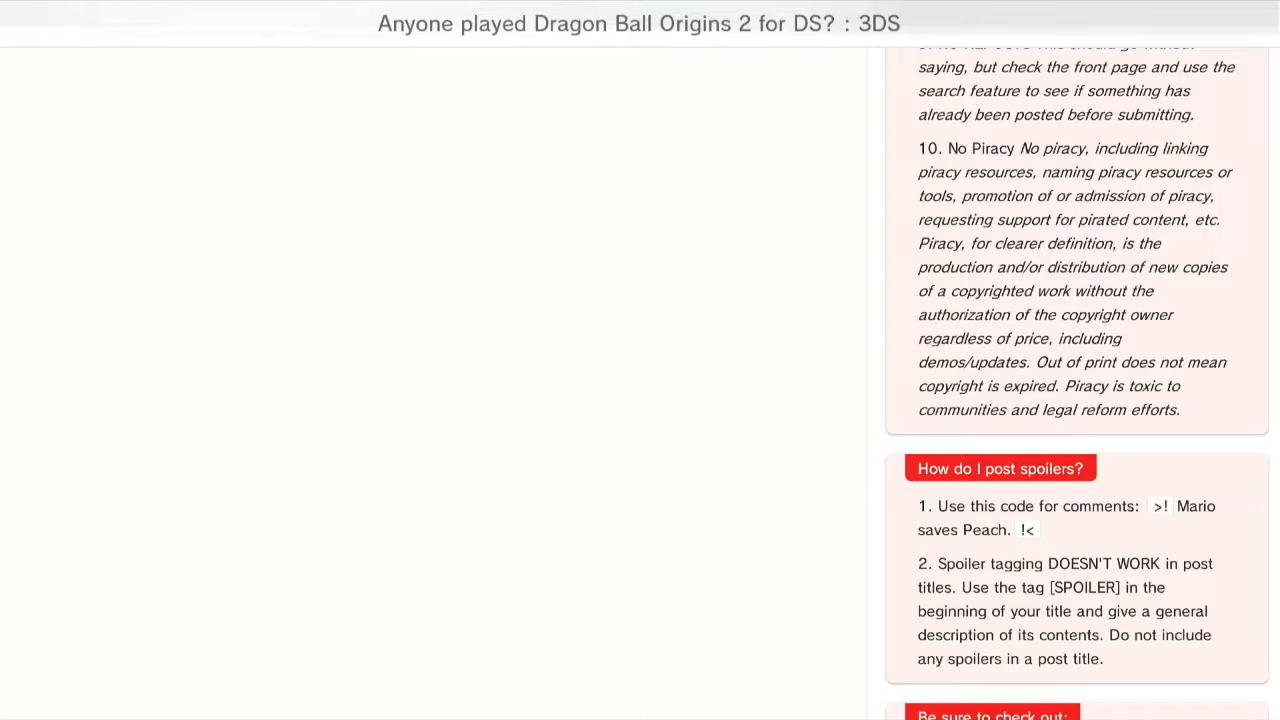 Anyone played Dragon Ball Origins 2 for DS? : 3DS
saying, but check the front page and use the
search feature to see if something has
already been posted before submitting.
10. No Piracy No piracy, including linking
piracy resources, naming piracy resources or
tools, promotion of or admission of piracy,
requesting support for pirated content, etc.
Piracy, for clearer definition, is the
production and/or distribution of new copies
of a copyrighted work without the
authorization of the copyright owner
regardless of price, including
demos/updates. Out of print does not mean
copyright is expired. Piracy is toxic to
communities and legal reform efforts.
How do I post spoilers?
1. Use this code for comments: >! Mario
saves Peach. !<
2. Spoiler tagging DOESN'T WORK in post
titles. Use the tag [SPOILER] in the
beginning of your title and give a general
description of its contents. Do not include
any spoilers in a post title.
Be sure to check out: